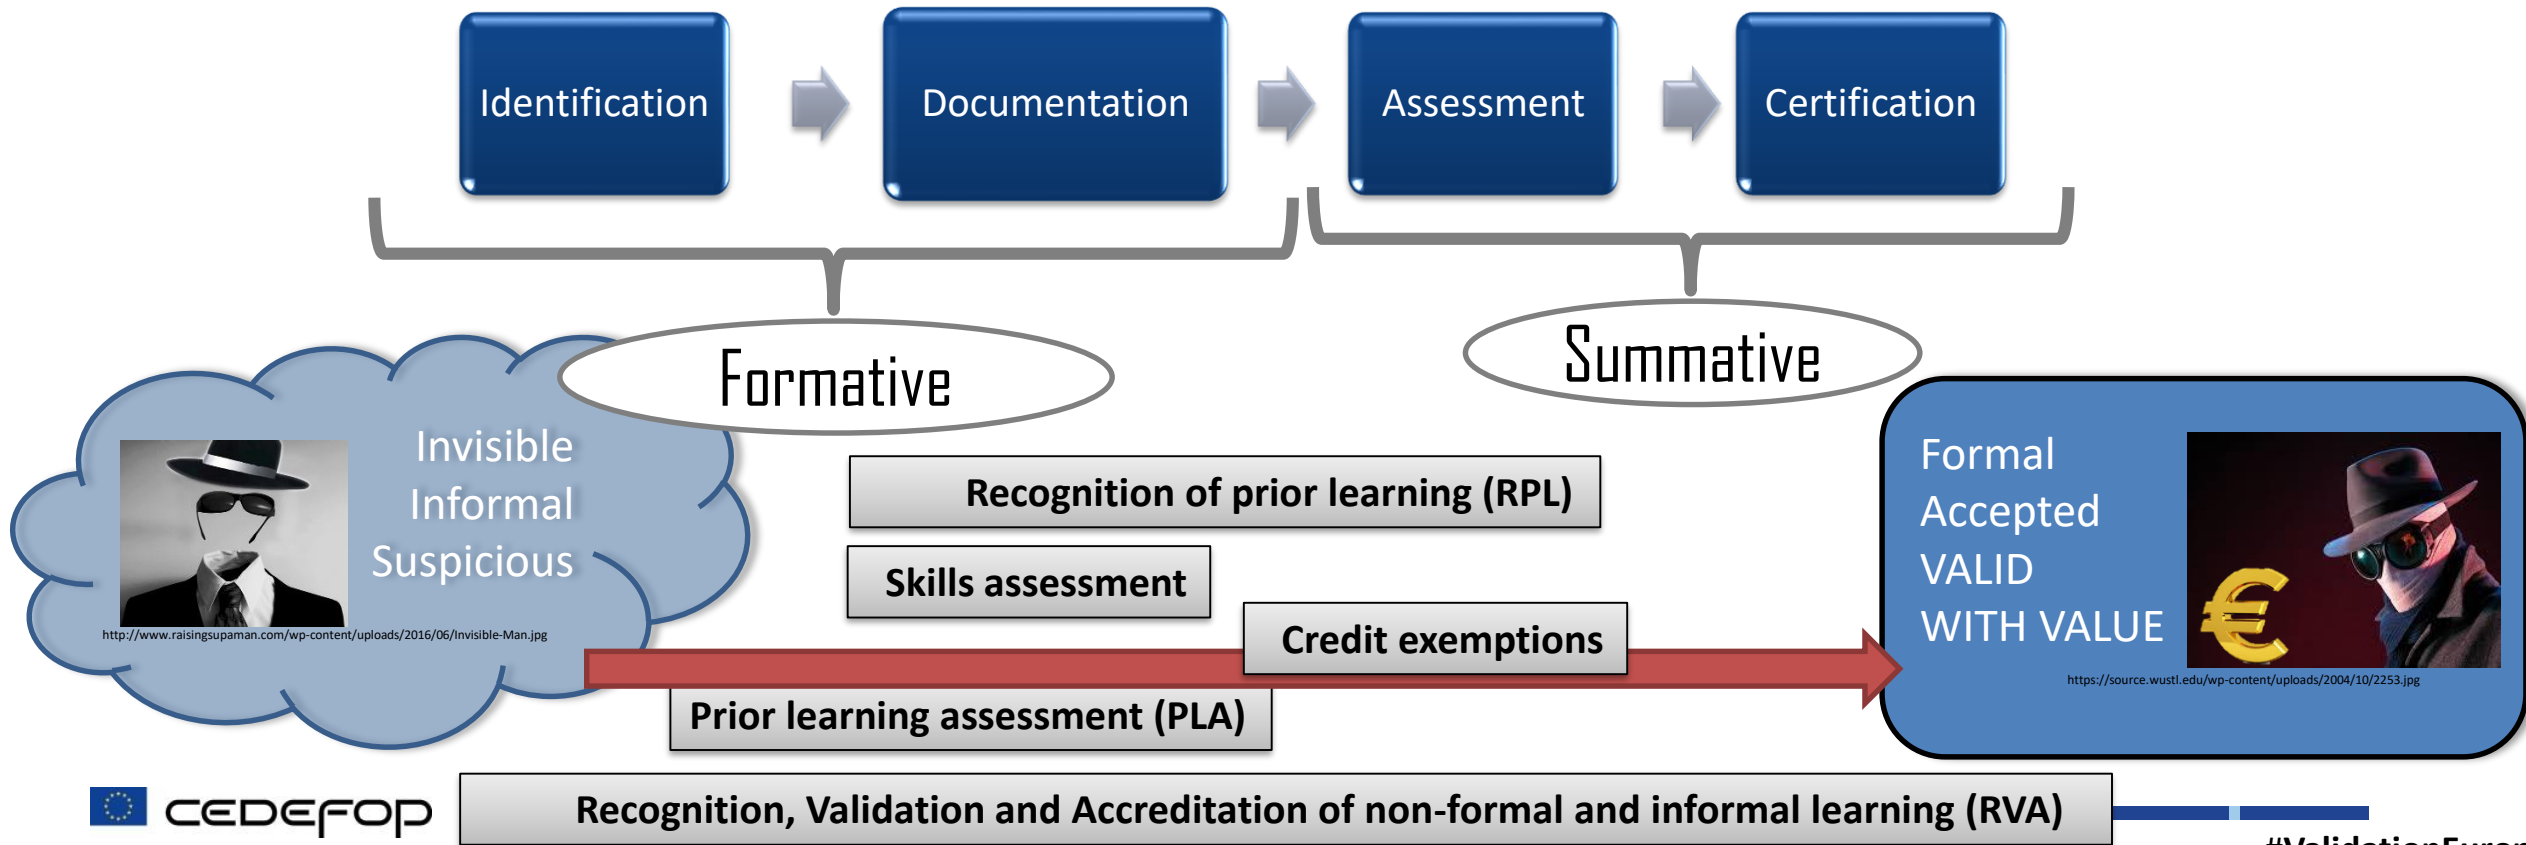 Identification
Documentation
Assessment
Certification
Formative
Summative
Invisible
Informal
Suspicious
http://www.raisingsupaman.com/wp-content/uploads/2016/06/Invisible-Man.jpg
Recognition of prior learning (RPL)
Skills assessment
Credit exemptions
Prior learning assessment (PLA)
Formal
Accepted
VALID
WITH VALUE
€
https://source.wustl.edu/wp-content/uploads/2004/10/2253.jpg
CEDEFOP
Recognition, Validation and Accreditation of non-formal and informal learning (RVA)